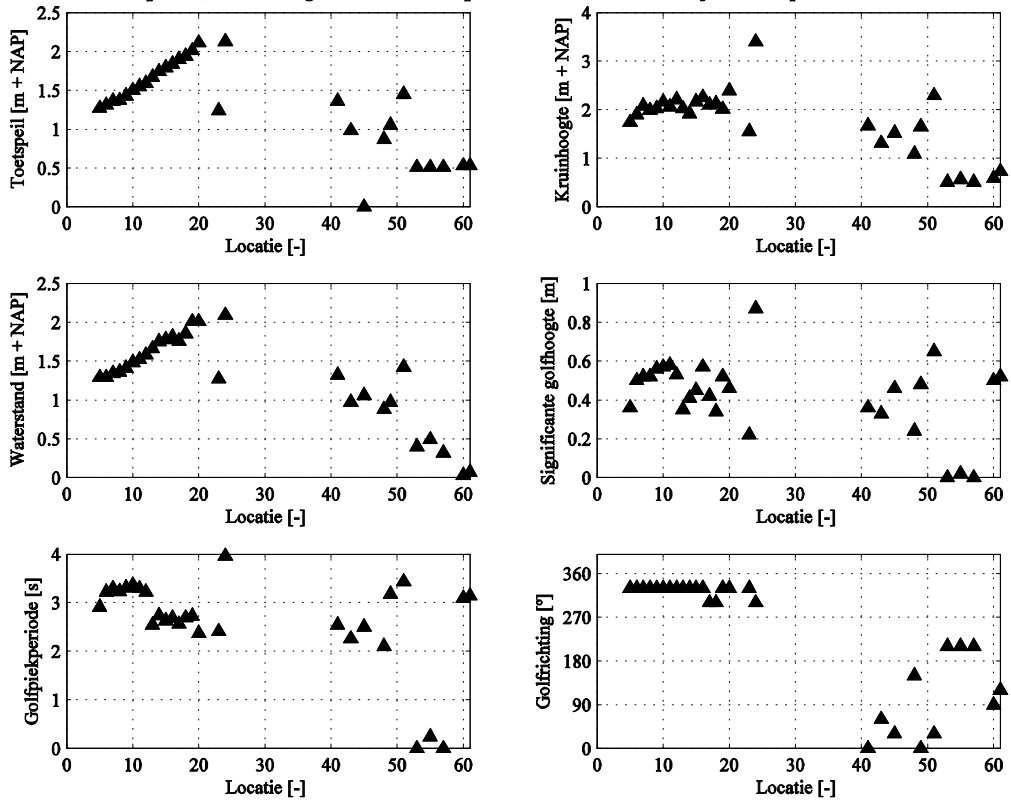 Toetspeil [m + NAP]
2.5
2
1.5
1
0.5
0
0 10 20 30 40 50 60
Locatie [-]
Kruinhoogte [m + NAP]
4
3
2
1
0
0 10 20 30 40 50 60
Locatie [-]
Waterstand [m + NAP]
2.5
2
1.5
1
0.5
0
0 10 20 30 40 50 60
Locatie [-]
Significante golfhoogte [m]
1
0.8
0.6
0.4
0.2
0
0 10 20 30 40 50 60
Locatie [-]
Golfpiekperiode [s]
4
3
2
1
0
0 10 20 30 40 50 60
Locatie [-]
Golfrichting [°]
360
270
180
90
0
0 10 20 30 40 50 60
Locatie [-]